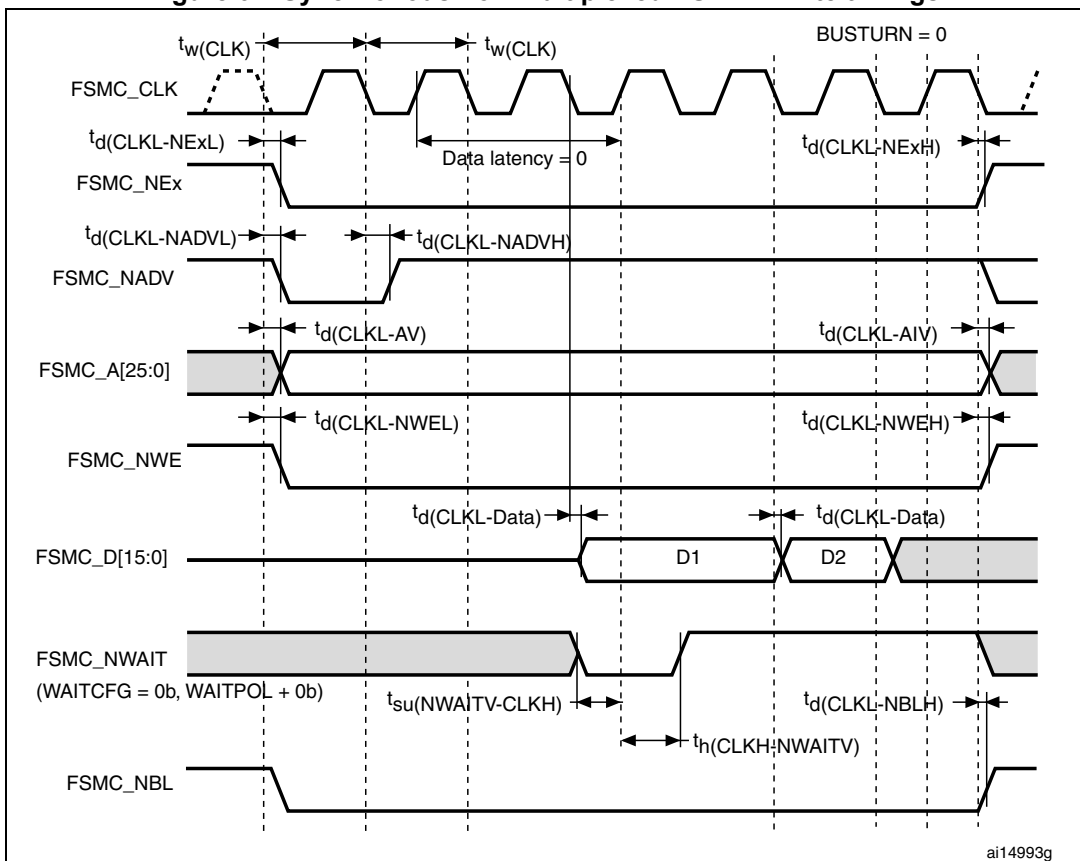 BUSTURN = 0
tw(CLK)
tw(CLK)
FSMC_CLK
Data latency = 0
td(CLKL-NExL)
td(CLKL-NExH)
FSMC_NEx
td(CLKL-NADVL)
td(CLKL-NADVH)
FSMC_NADV
td(CLKL-AV)
td(CLKL-AIV)
FSMC_A[25:0]
td(CLKL-NWEL)
td(CLKL-NWEH)
FSMC_NWE
td(CLKL-Data)
td(CLKL-Data)
FSMC_D[15:0]
D1
D2
FSMC_NWAIT
(WAITCFG = 0b, WAITPOL + 0b)
tsu(NWAITV-CLKH)
td(CLKL-NBLH)
th(CLKH-NWAITV)
FSMC_NBL
ai14993g